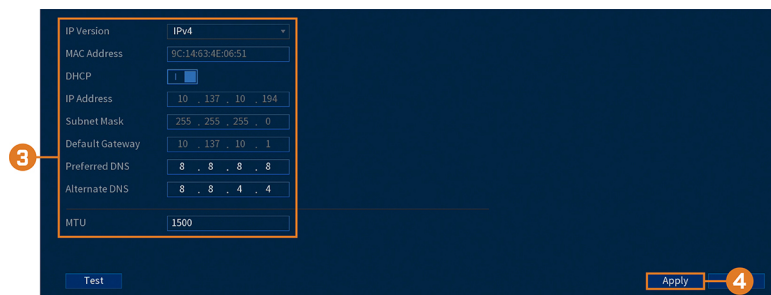 IP Version IPv4
MAC Address 9C:14:63:4E:06:51
DHCP
IP Address 10 . 137 . 10 . 194
Subnet Mask 255 . 255 . 255 . 0
Default Gateway 10 . 137 . 10 . 1
3
Preferred DNS 8 . 8 . 8 . 8
Alternate DNS 8 . 8 . 4 . 4
MTU 1500
Test Apply 4